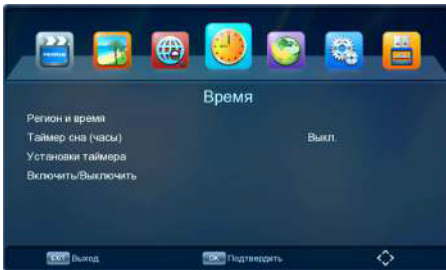 Время
Регион и время
Таймер сна (часы) Выкл.
Установки таймера
Включить/Выключить
EXIT Выход OK Подтвердить